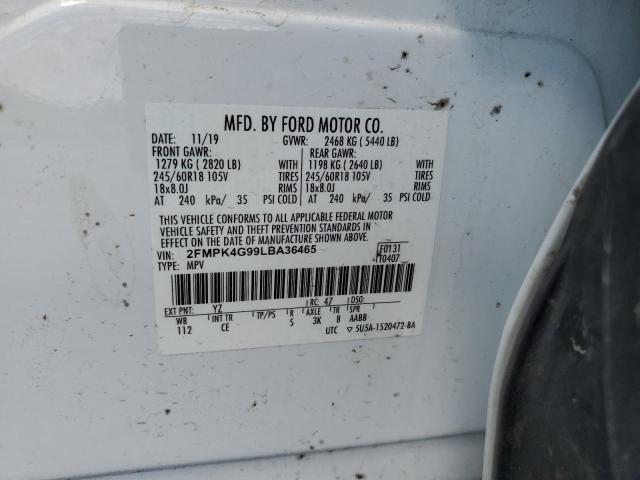 MFD. BY FORD MOTOR CO.
DATE: 11/19 GVWR: 2468 KG (5440 LB)
FRONT GAWR: REAR GAWR:
1279 KG (2820 LB) WITH 1198 KG (2640 LB) WITH
245/60R18 105V TIRES 245/60R18 105V TIRES
18x8.0J RIMS 18x8.0J RIMS
AT 240 kPa/ 35 PSI COLD AT 240 kPa/ 35 PSI COLD
THIS VEHICLE CONFORMS TO ALL APPLICABLE FEDERAL MOTOR
VEHICLE SAFETY AND BUMPER STANDARDS AND THEFT PREVENTION
STANDARD IN EFFECT ON THE DATE OF MANUFACTURE SHOWN ABOVE.
VIN: 2FMPK4G99LBA36465 F0131
TYPE: MPV T0407
EXT PNT: YZ RC: 47 DSO:
WB INT TR TP/PS R AXLE TR SPR
112 CE S 3K 8 AABB
UTC ▽ 5U5A-1520472-BA